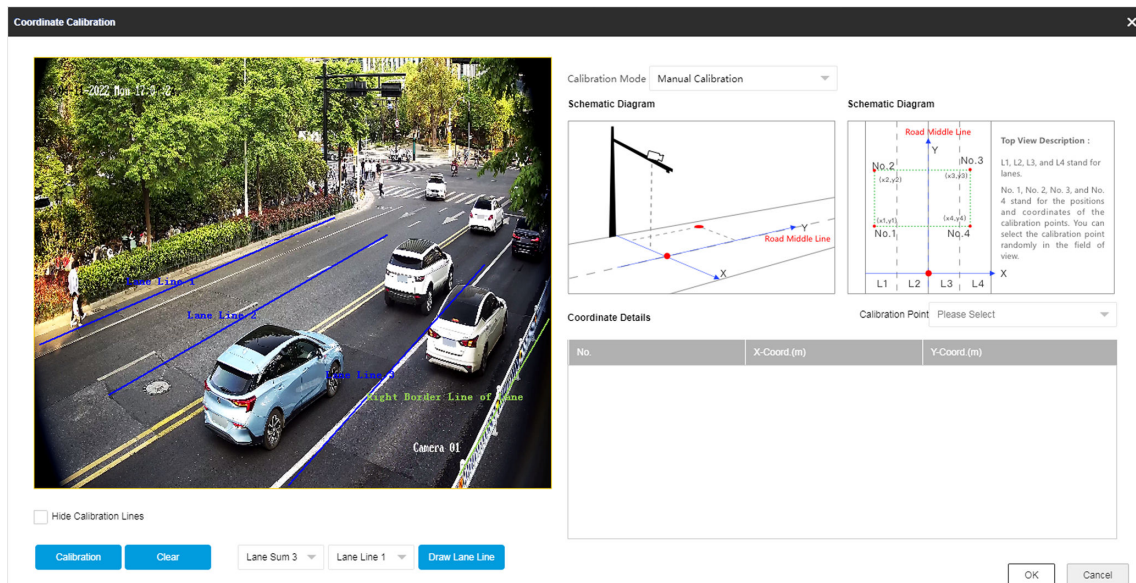 Coordinate Calibration
11-2022 Mon
Lane Line 1
Lane Line 2
Lane Line 3
Right Border Line of Lane
Camera 01
Hide Calibration Lines
Calibration
Clear
Lane Sum 3
Lane Line 1
Draw Lane Line
Calibration Mode
Manual Calibration
Schematic Diagram
Y
Road Middle Line
X
Schematic Diagram
Road Middle Line
Y
No.2
No.3
(x2,y2)
(x3,y3)
(x1,y1)
(x4,y4)
No.1
No.4
X
L1 L2 L3 L4
Top View Description :
L1, L2, L3, and L4 stand for
lanes.
No. 1, No. 2, No. 3, and No.
4 stand for the positions
and coordinates of the
calibration points. You can
select the calibration point
randomly in the field of
view.
Coordinate Details
Calibration Point
Please Select
No.
X-Coord.(m)
Y-Coord.(m)
OK
Cancel